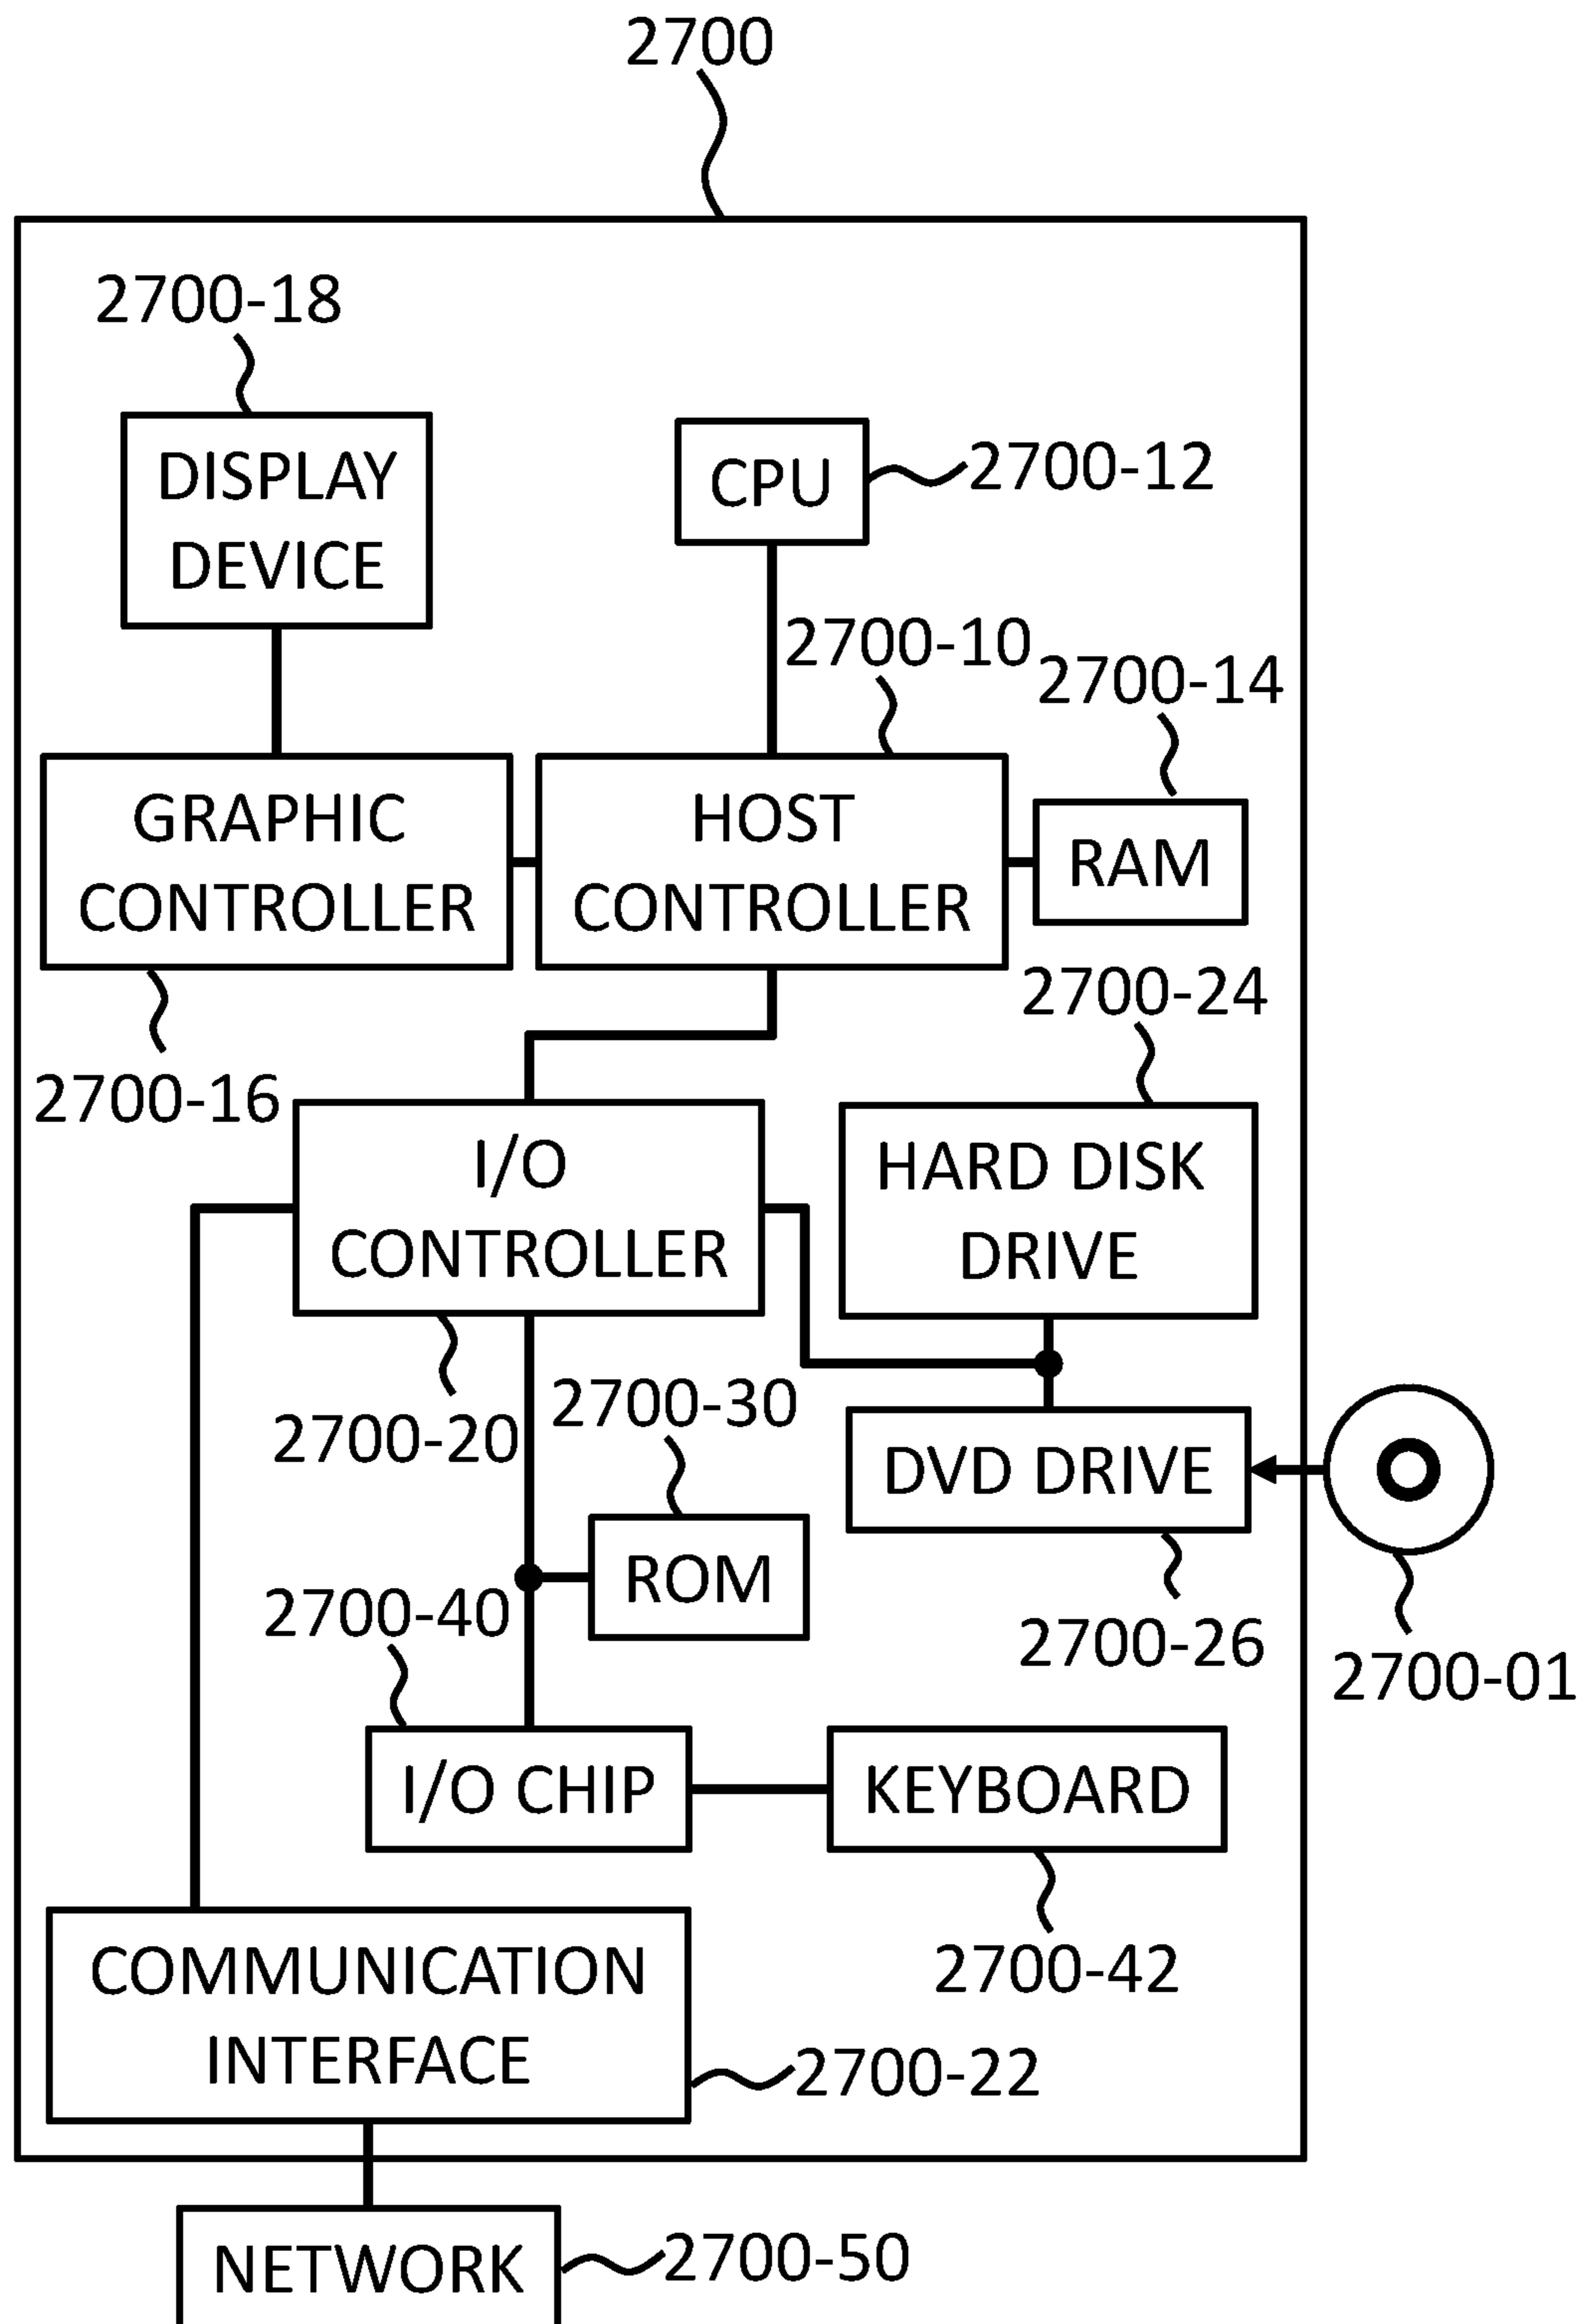 2700
2700-18
DISPLAY
DEVICE
CPU
2700-12
2700-10
2700-14
GRAPHIC
CONTROLLER
HOST
CONTROLLER
RAM
2700-24
2700-16
I/O
CONTROLLER
HARD DISK
DRIVE
2700-20
2700-30
DVD DRIVE
ROM
2700-40
2700-26
2700-01
I/O CHIP
KEYBOARD
2700-42
COMMUNICATION
INTERFACE
2700-22
NETWORK
2700-50